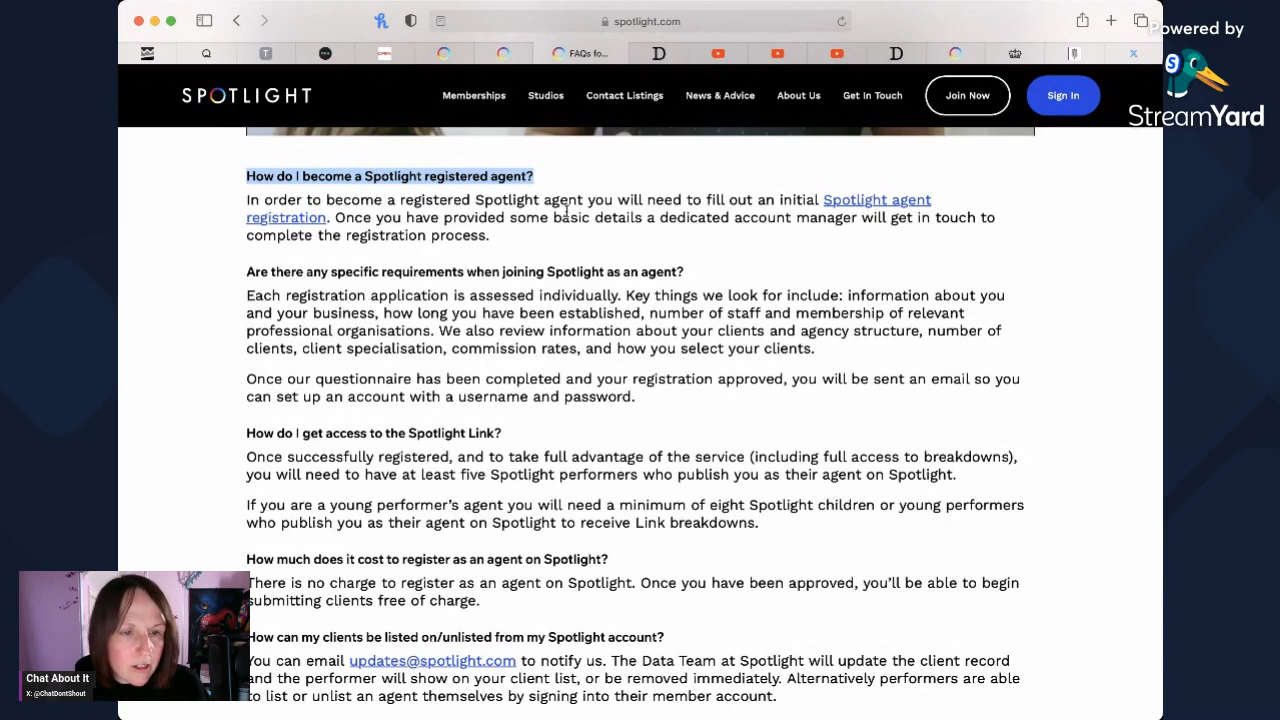 spotlight.com
Powered by
StreamYard
T
FAQs fo...
D
D
X
SPOTLIGHT
Memberships
Studios
Contact Listings
News & Advice
About Us
Get In Touch
Join Now
Sign In
How do I become a Spotlight registered agent?
In order to become a registered Spotlight agent you will need to fill out an initial Spotlight agent
registration. Once you have provided some basic details a dedicated account manager will get in touch to
complete the registration process.
Are there any specific requirements when joining Spotlight as an agent?
Each registration application is assessed individually. Key things we look for include: information about you
and your business, how long you have been established, number of staff and membership of relevant
professional organisations. We also review information about your clients and agency structure, number of
clients, client specialisation, commission rates, and how you select your clients.
Once our questionnaire has been completed and your registration approved, you will be sent an email so you
can set up an account with a username and password.
How do I get access to the Spotlight Link?
Once successfully registered, and to take full advantage of the service (including full access to breakdowns),
you will need to have at least five Spotlight performers who publish you as their agent on Spotlight.
If you are a young performer's agent you will need a minimum of eight Spotlight children or young performers
who publish you as their agent on Spotlight to receive Link breakdowns.
How much does it cost to register as an agent on Spotlight?
There is no charge to register as an agent on Spotlight. Once you have been approved, you'll be able to begin
submitting clients free of charge.
How can my clients be listed on/unlisted from my Spotlight account?
You can email updates@spotlight.com to notify us. The Data Team at Spotlight will update the client record
and the performer will show on your client list, or be removed immediately. Alternatively performers are able
to list or unlist an agent themselves by signing into their member account.
Chat About It
X: @ChatDontShout